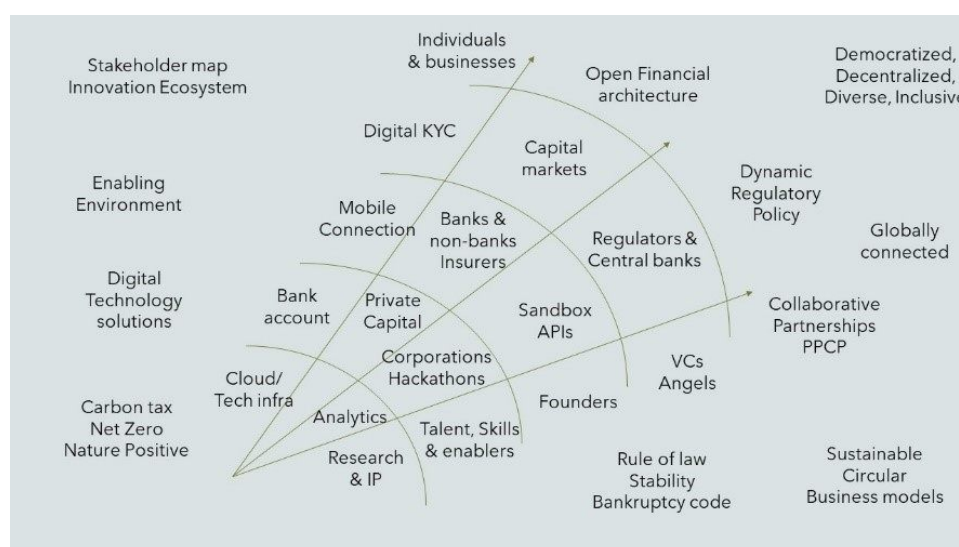 Stakeholder map
Innovation Ecosystem
Individuals
& businesses
Open Financial
architecture
Democratized,
Decentralized,
Diverse, Inclusive
Digital KYC
Capital
markets
Enabling
Environment
Dynamic
Regulatory
Policy
Mobile
Connection
Banks &
non-banks
Insurers
Regulators &
Central banks
Globally
connected
Digital
Technology
solutions
Bank
account
Private
Capital
Sandbox
APIs
Collaborative
Partnerships
PPCP
Cloud/
Tech infra
Corporations
Hackathons
VCs
Angels
Carbon tax
Net Zero
Nature Positive
Analytics
Founders
Talent, Skills
& enablers
Research
& IP
Rule of law
Stability
Bankruptcy code
Sustainable
Circular
Business models